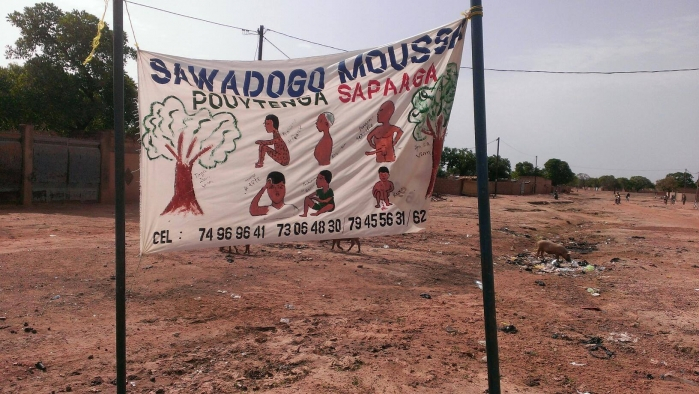 SAWADOGO MOUSSA
POUYTENGA SAPAAGA
CEL : 74 96 96 41 73 06 48 30 / 79 45 56 31 / 62